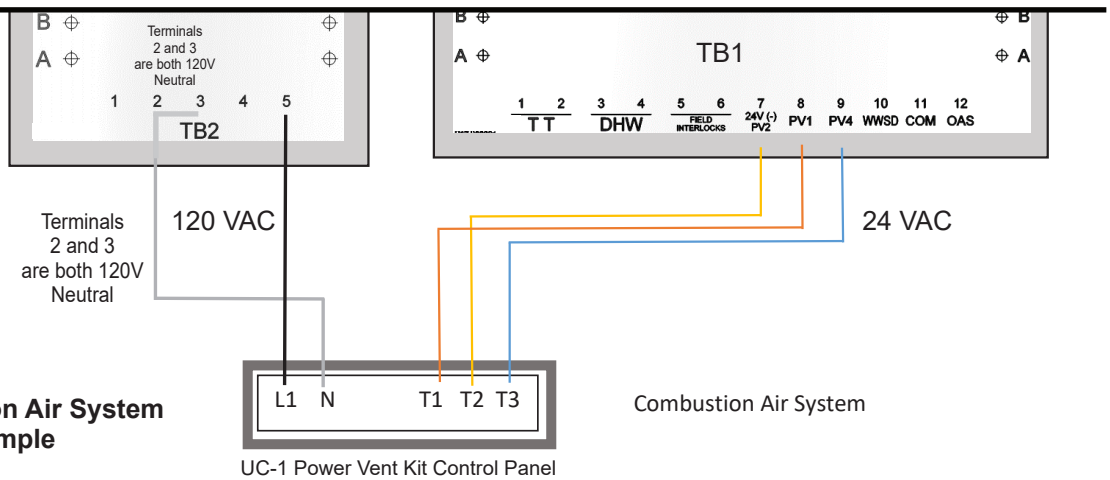 B
Terminals
2 and 3
are both 120V
Neutral
A
1 2 3 4 5
TB2
B B
A TB1 A
1 2 3 4 5 6 7 8 9 10 11 12
T T DHW FIELD INTERLOCKS 24V (-) PV2 PV1 PV4 WWSD COM OAS
Terminals
2 and 3
are both 120V
Neutral
120 VAC
24 VAC
L1 N T1 T2 T3
on Air System
mple
Combustion Air System
UC-1 Power Vent Kit Control Panel